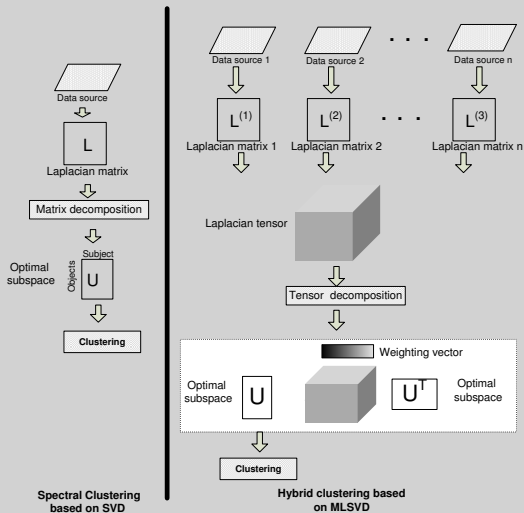 Data source
L
Laplacian matrix
Matrix decomposition
Subject
Objects
U
Optimal
subspace
Clustering
Spectral Clustering
based on SVD
Data source 1
Data source 2
. . .
Data source n
L(1)
L(2)
. . .
L(3)
Laplacian matrix 1
Laplacian matrix 2
Laplacian matrix n
Laplacian tensor
Tensor decomposition
Weighting vector
Optimal
subspace
U
UT
Optimal
subspace
Clustering
Hybrid clustering based
on MLSVD